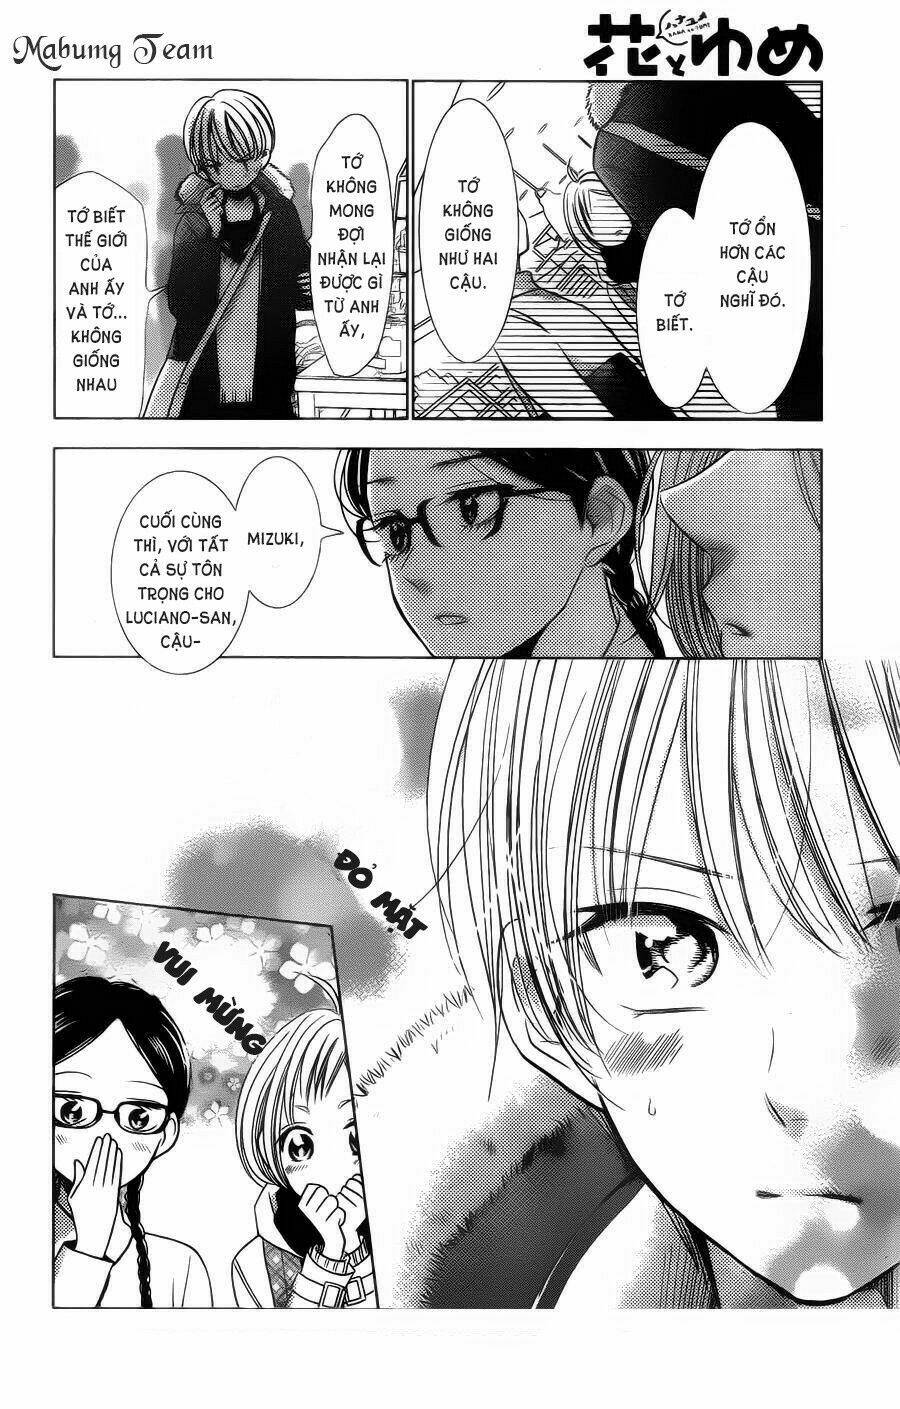 Mabung Team
花とゆめ
TỚ ỔN
HƠN CÁC
CẬU
NGHĨ ĐÓ.
TỚ
BIẾT.
TỚ
KHÔNG
GIỐNG
NHƯ HAI
CẬU.
TỚ
KHÔNG
MONG
ĐỢI
NHẬN LẠI
ĐƯỢC GÌ
TỪ ANH
ẤY,
TỚ BIẾT
THẾ GIỚI
CỦA
ANH ẤY
VÀ TỚ...
KHÔNG
GIỐNG
NHAU
MIZUKI,
CUỐI CÙNG
THÌ, VỚI TẤT
CẢ SỰ TÔN
TRỌNG CHO
LUCIANO-SAN,
CẬU-
ĐỎ MẶT
VUI MỪNG